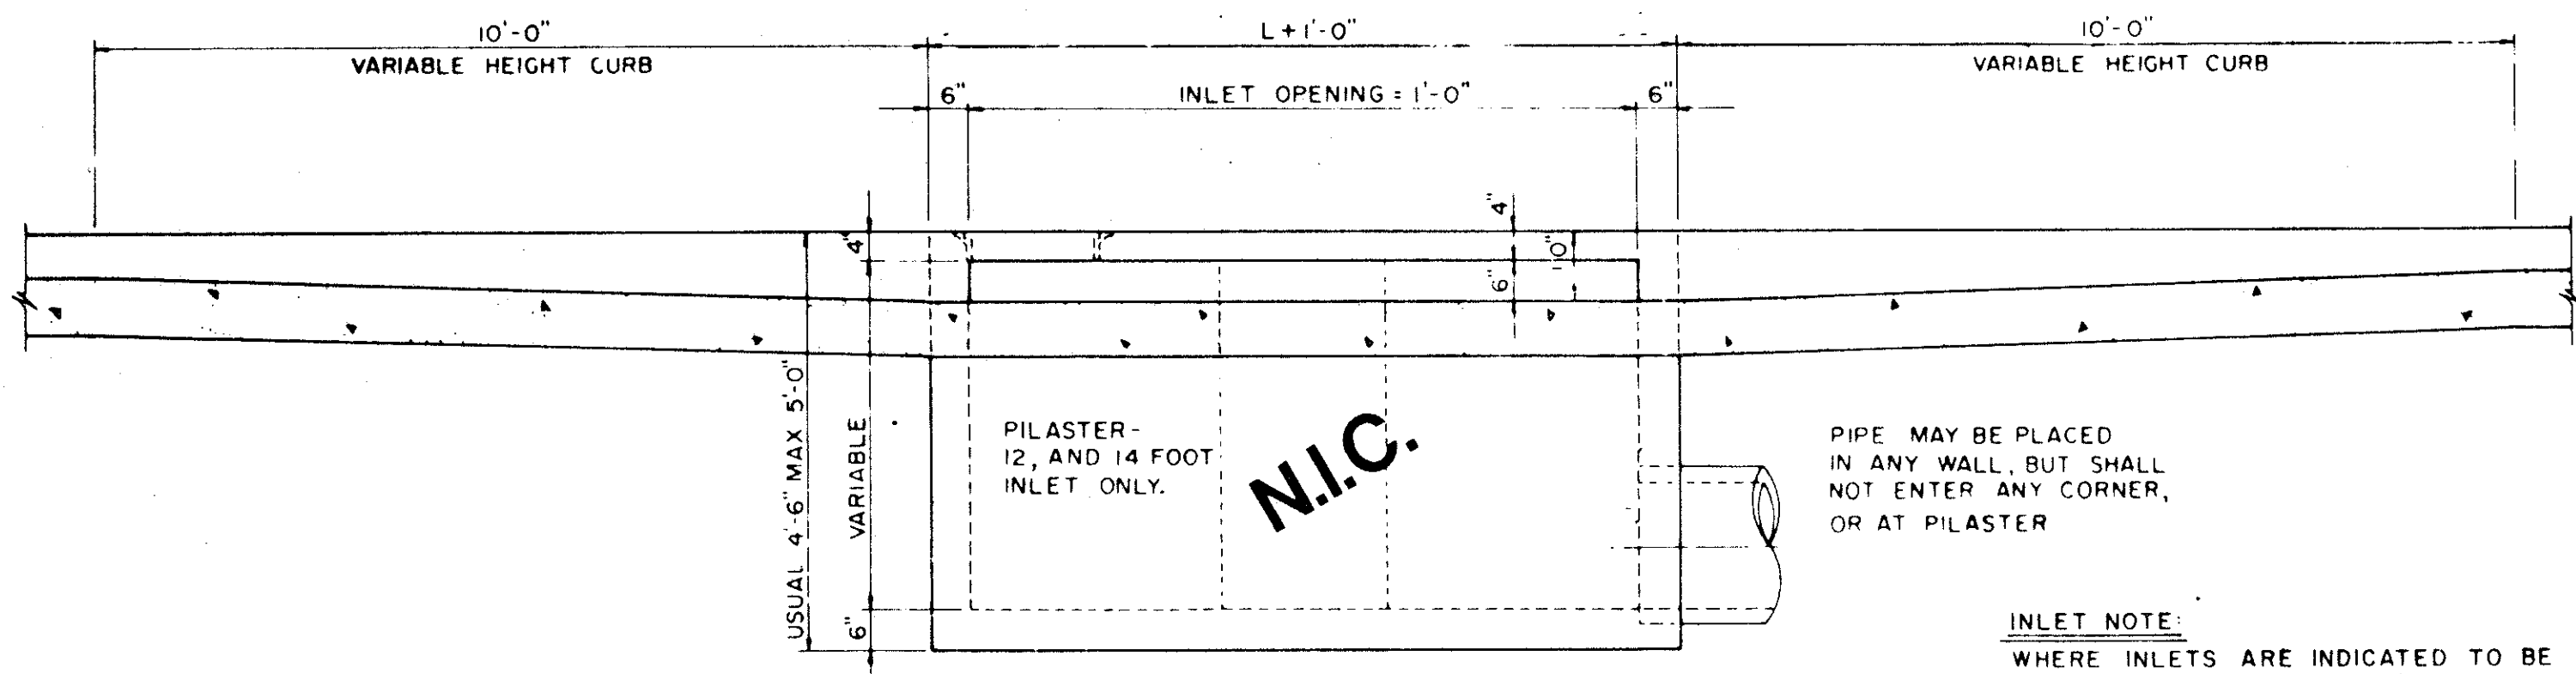 10'-0"
L + 1'-0"
10'-0"
VARIABLE HEIGHT CURB
VARIABLE HEIGHT CURB
6"
INLET OPENING = 1'-0"
6"
4"
4"
10"
6"
USUAL 4'-6" MAX 5'-0"
VARIABLE
6"
PILASTER-
12, AND 14 FOOT
INLET ONLY.
N.I.C.
PIPE MAY BE PLACED
IN ANY WALL, BUT SHALL
NOT ENTER ANY CORNER,
OR AT PILASTER
INLET NOTE:
WHERE INLETS ARE INDICATED TO BE